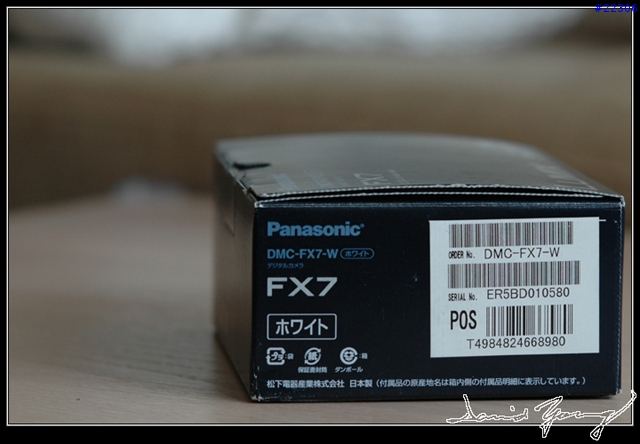 Panasonic
DMC-FX7-W ホワイト
デジタルカメラ
FX7
ホワイト
プラ :袋 保証書封筒 ダンボール :箱
松下電器産業株式会社 日本製 (付属品の原産地名は箱内側の付属品明細に表示しています。)
ORDER No. DMC-FX7-W
SERIAL No. ER5BD010580
POS
T4984824668980